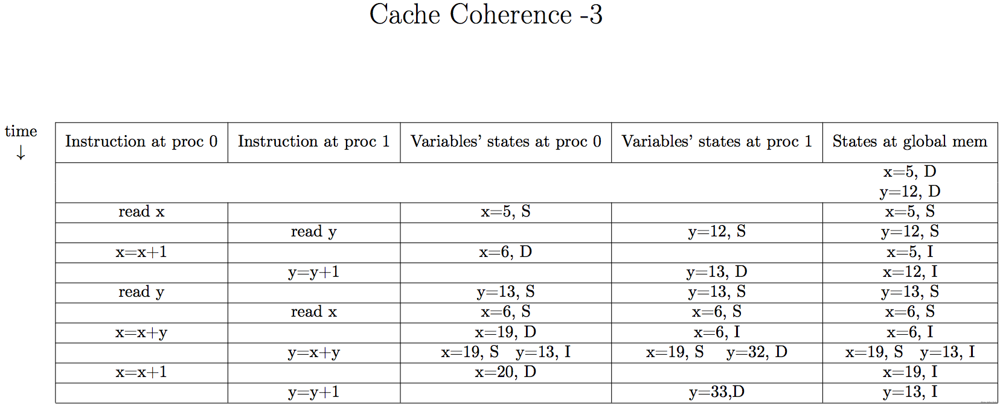 Cache Coherence -3
time
↓
Instruction at proc 0 Instruction at proc 1 Variables' states at proc 0 Variables' states at proc 1 States at global mem
x=5, D
y=12, D
read x x=5, S x=5, S
read y y=12, S y=12, S
x=x+1 x=6, D x=5, I
y=y+1 y=13, D x=12, I
read y y=13, S y=13, S y=13, S
read x x=6, S x=6, S x=6, S
x=x+y x=19, D x=6, I x=6, I
y=x+y x=19, S y=13, I x=19, S y=32, D x=19, S y=13, I
x=x+1 x=20, D x=19, I
y=y+1 y=33,D y=13, I